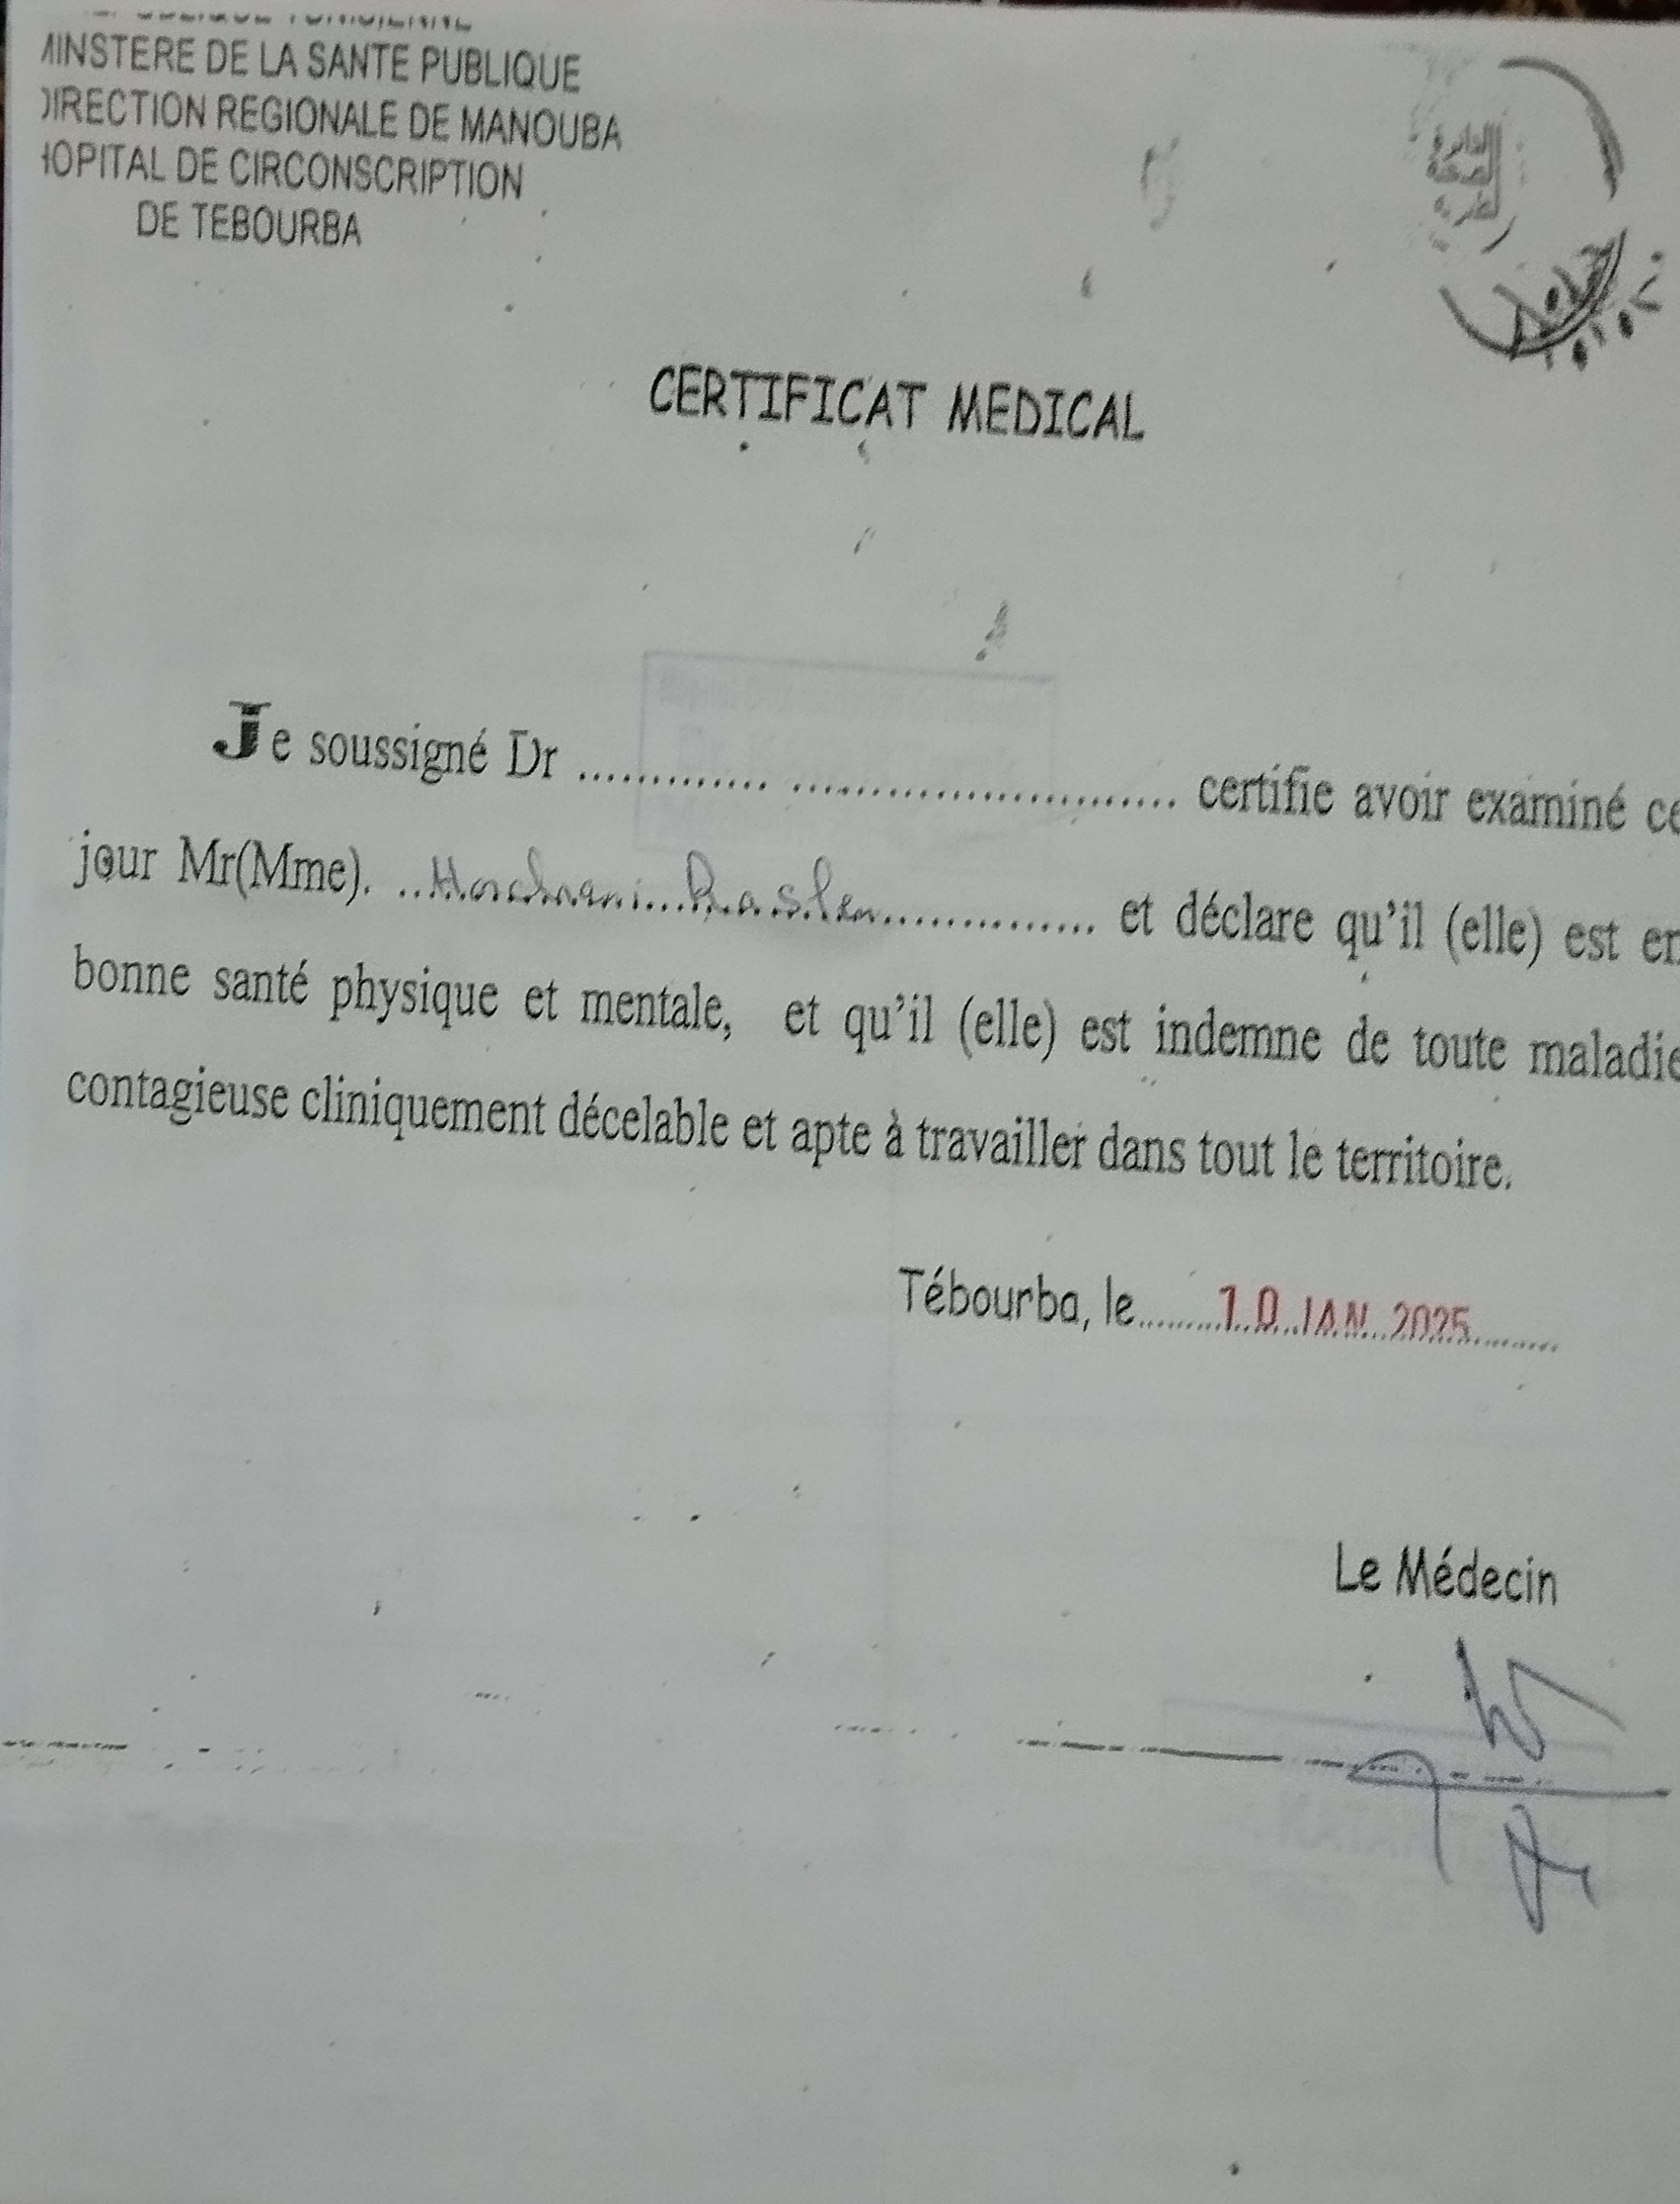 MINSTERE DE LA SANTE PUBLIQUE
DIRECTION REGIONALE DE MANOUBA
HOPITAL DE CIRCONSCRIPTION
DE TEBOURBA
CERTIFICAT MEDICAL
Je soussigné Dr ............. .......................... certifie avoir examiné ce
jour Mr(Mme). ..Horchani...Raslen............... et déclare qu'il (elle) est en
bonne santé physique et mentale, et qu'il (elle) est indemne de toute maladie
contagieuse cliniquement décelable et apte à travailler dans tout le territoire.
Tébourba, le......10 JAN 2025......
Le Médecin